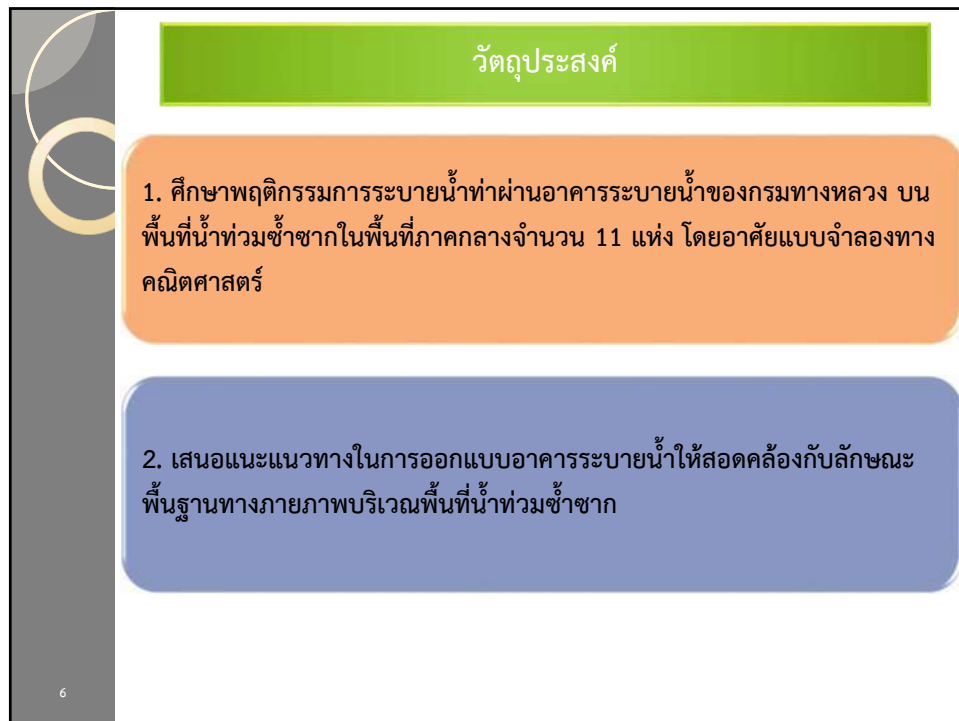 วัตถุประสงค์
1. ศึกษาพฤติกรรมการระบายน้ำท่าผ่านอาคารระบายน้ำของกรมทางหลวง บน
พื้นที่น้ำท่วมซ้ำซากในพื้นที่ภาคกลางจำนวน 11 แห่ง โดยอาศัยแบบจำลองทาง
คณิตศาสตร์
2. เสนอแนะแนวทางในการออกแบบอาคารระบายน้ำให้สอดคล้องกับลักษณะ
พื้นฐานทางภายภาพบริเวณพื้นที่น้ำท่วมซ้ำซาก
6